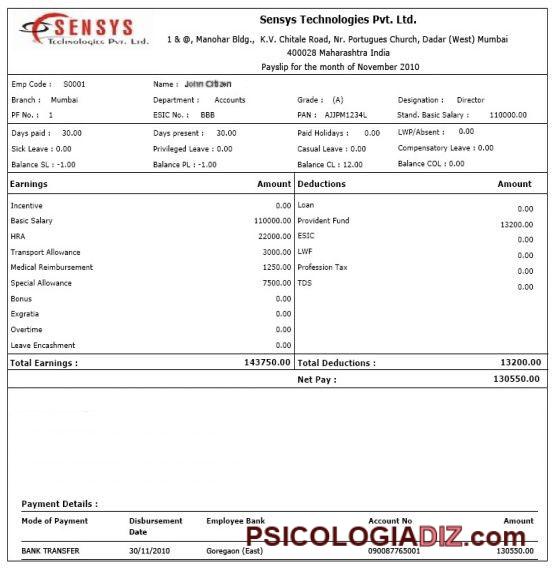 SENSYS
Technologies Pvt. Ltd.
Sensys Technologies Pvt. Ltd.
1 & @, Manohar Bldg., K.V. Chitale Road, Nr. Portugues Church, Dadar (West) Mumbai
400028 Maharashtra India
Payslip for the month of November 2010
Emp Code : S0001 Name : John Citizen
Branch : Mumbai Department : Accounts Grade : (A) Designation : Director
PF No. : 1 ESIC No. : BBB PAN : AJJPM1234L Stand. Basic Salary : 110000.00
Days paid : 30.00 Days present : 30.00 Paid Holidays : 0.00 LWP/Absent : 0.00
Sick Leave : 0.00 Privileged Leave : 0.00 Casual Leave : 0.00 Compensatory Leave : 0.00
Balance SL : -1.00 Balance PL : -1.00 Balance CL : 12.00 Balance COL : 0.00
Earnings Amount Deductions Amount
Incentive 0.00 Loan 0.00
Basic Salary 110000.00 Provident Fund 13200.00
HRA 22000.00 ESIC 0.00
Transport Allowance 3000.00 LWF 0.00
Medical Reimbursement 1250.00 Profession Tax 0.00
Special Allowance 7500.00 TDS 0.00
Bonus 0.00
Exgratia 0.00
Overtime 0.00
Leave Encashment 0.00
Total Earnings : 143750.00 Total Deductions : 13200.00
Net Pay : 130550.00
Payment Details :
Mode of Payment Disbursement Date Employee Bank Account No Amount
BANK TRANSFER 30/11/2010 Goregaon (East) 090087765001 130550.00
PSICOLOGIADIZ.com